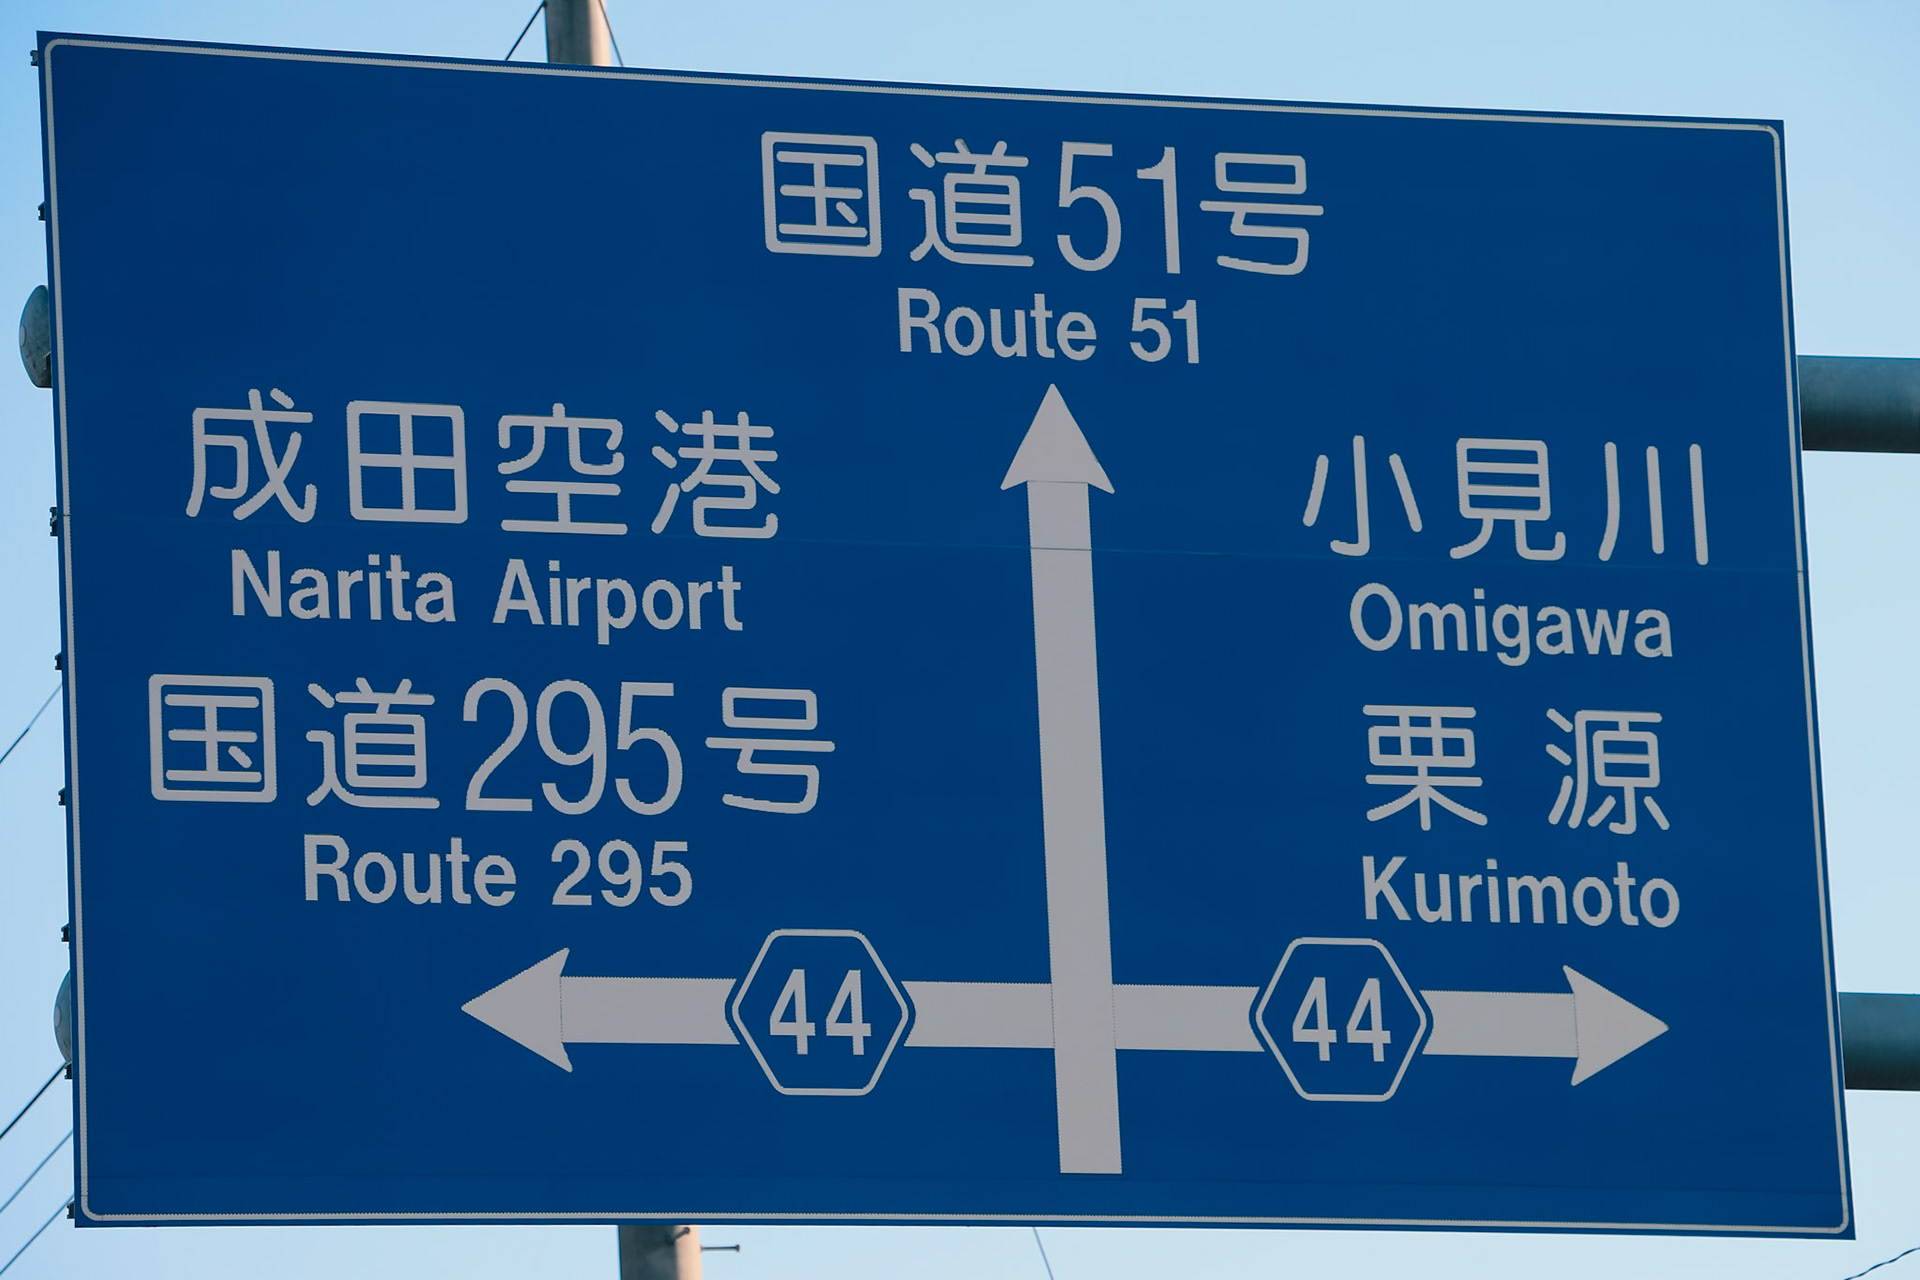 国道51号
Route 51
成田空港
Narita Airport
国道295号
Route 295
小見川
Omigawa
栗源
Kurimoto
44
44